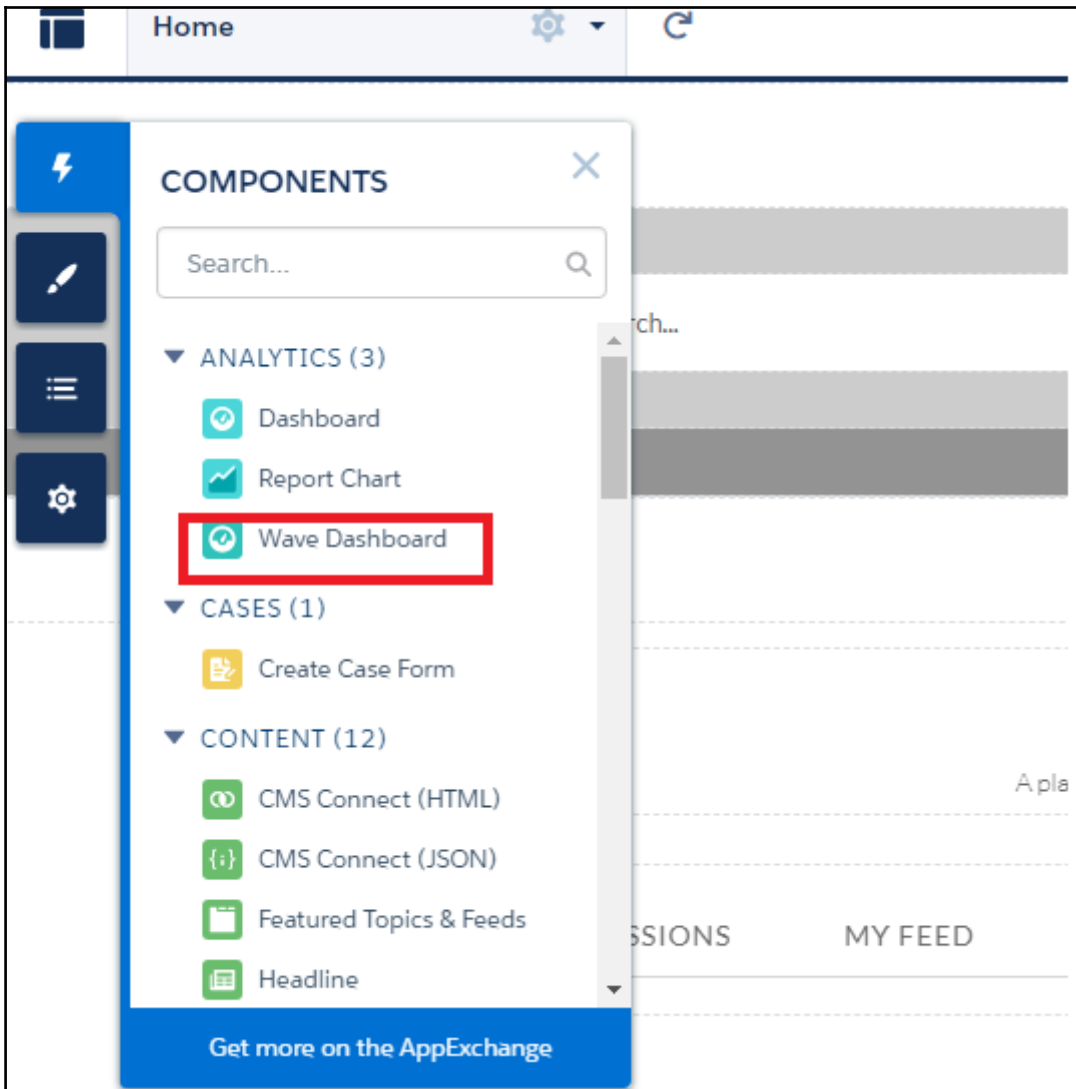 Home
COMPONENTS
Search...
rch...
ANALYTICS (3)
Dashboard
Report Chart
Wave Dashboard
CASES (1)
Create Case Form
CONTENT (12)
CMS Connect (HTML)
A pla
CMS Connect (JSON)
Featured Topics & Feeds
SSIONS MY FEED
Headline
Get more on the AppExchange